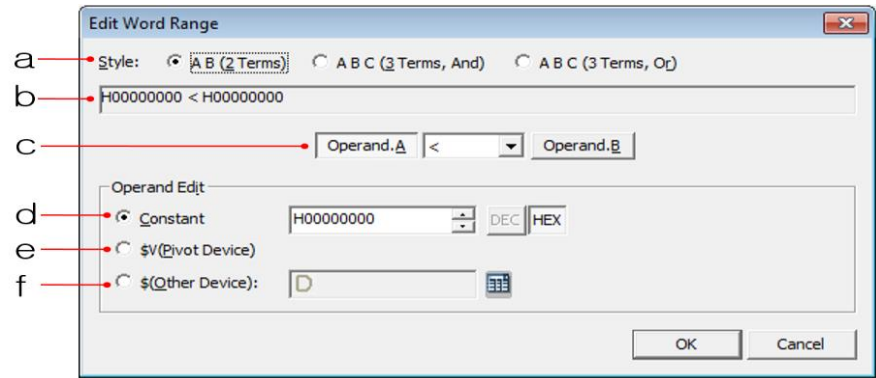 Edit Word Range
a Style: A B (2 Terms) A B C (3 Terms, And) A B C (3 Terms, Or)
b H00000000 < H00000000
c Operand.A < Operand.B
Operand Edit
d Constant H00000000 DEC HEX
e $V(Pivot Device)
f $(Other Device): D
OK Cancel